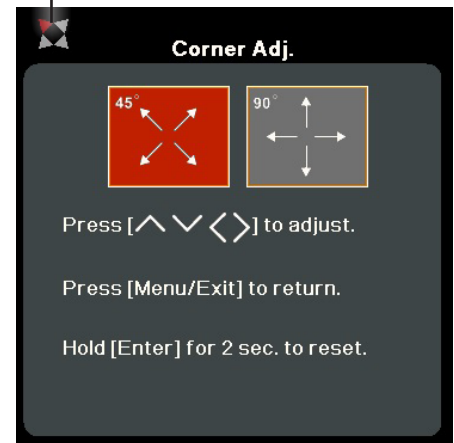 Corner Adj.
45° 90°
Press [∧∨<>] to adjust.
Press [Menu/Exit] to return.
Hold [Enter] for 2 sec. to reset.